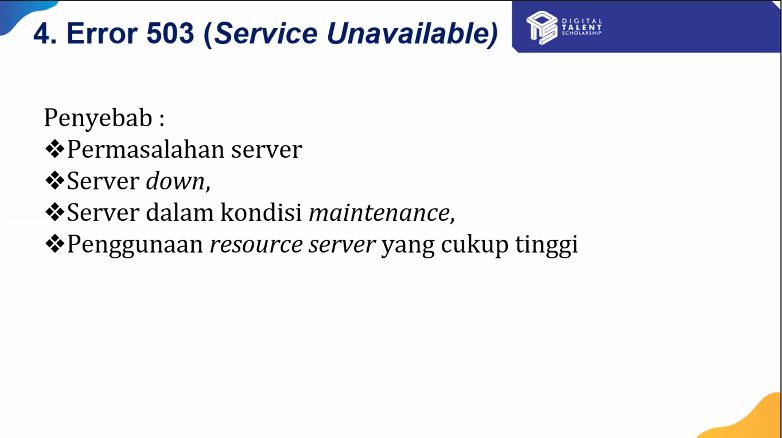 4. Error 503 (Service Unavailable)
DIGITAL
TALENT
SCHOLARSHIP
Penyebab :
❖Permasalahan server
❖Server down,
❖Server dalam kondisi maintenance,
❖Penggunaan resource server yang cukup tinggi